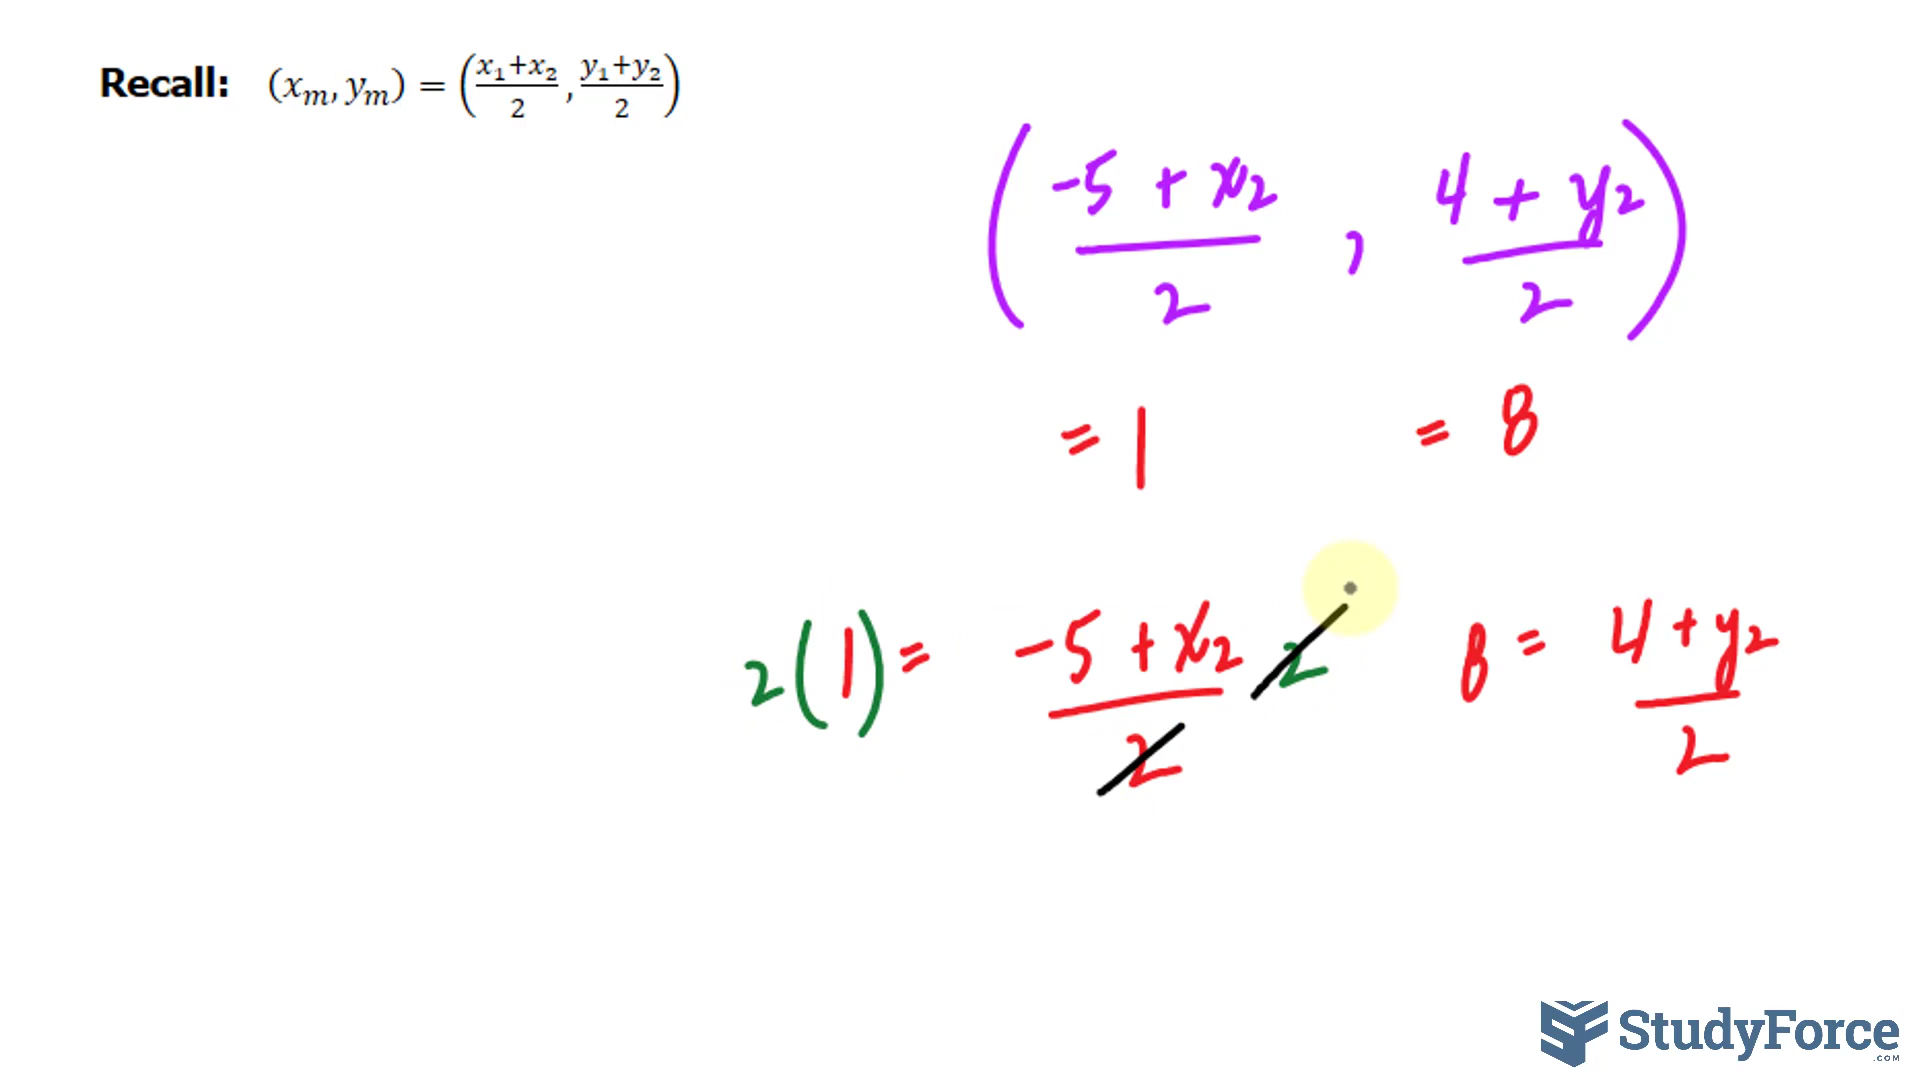 Recall: (xₘ, yₘ) = ((x₁+x₂)/2, (y₁+y₂)/2)
((-5 + x₂)/2 , (4 + y₂)/2)
= 1 = 8
2(1) = (-5 + x₂)/2 2 8 = (4 + y₂)/2
StudyForce
.COM